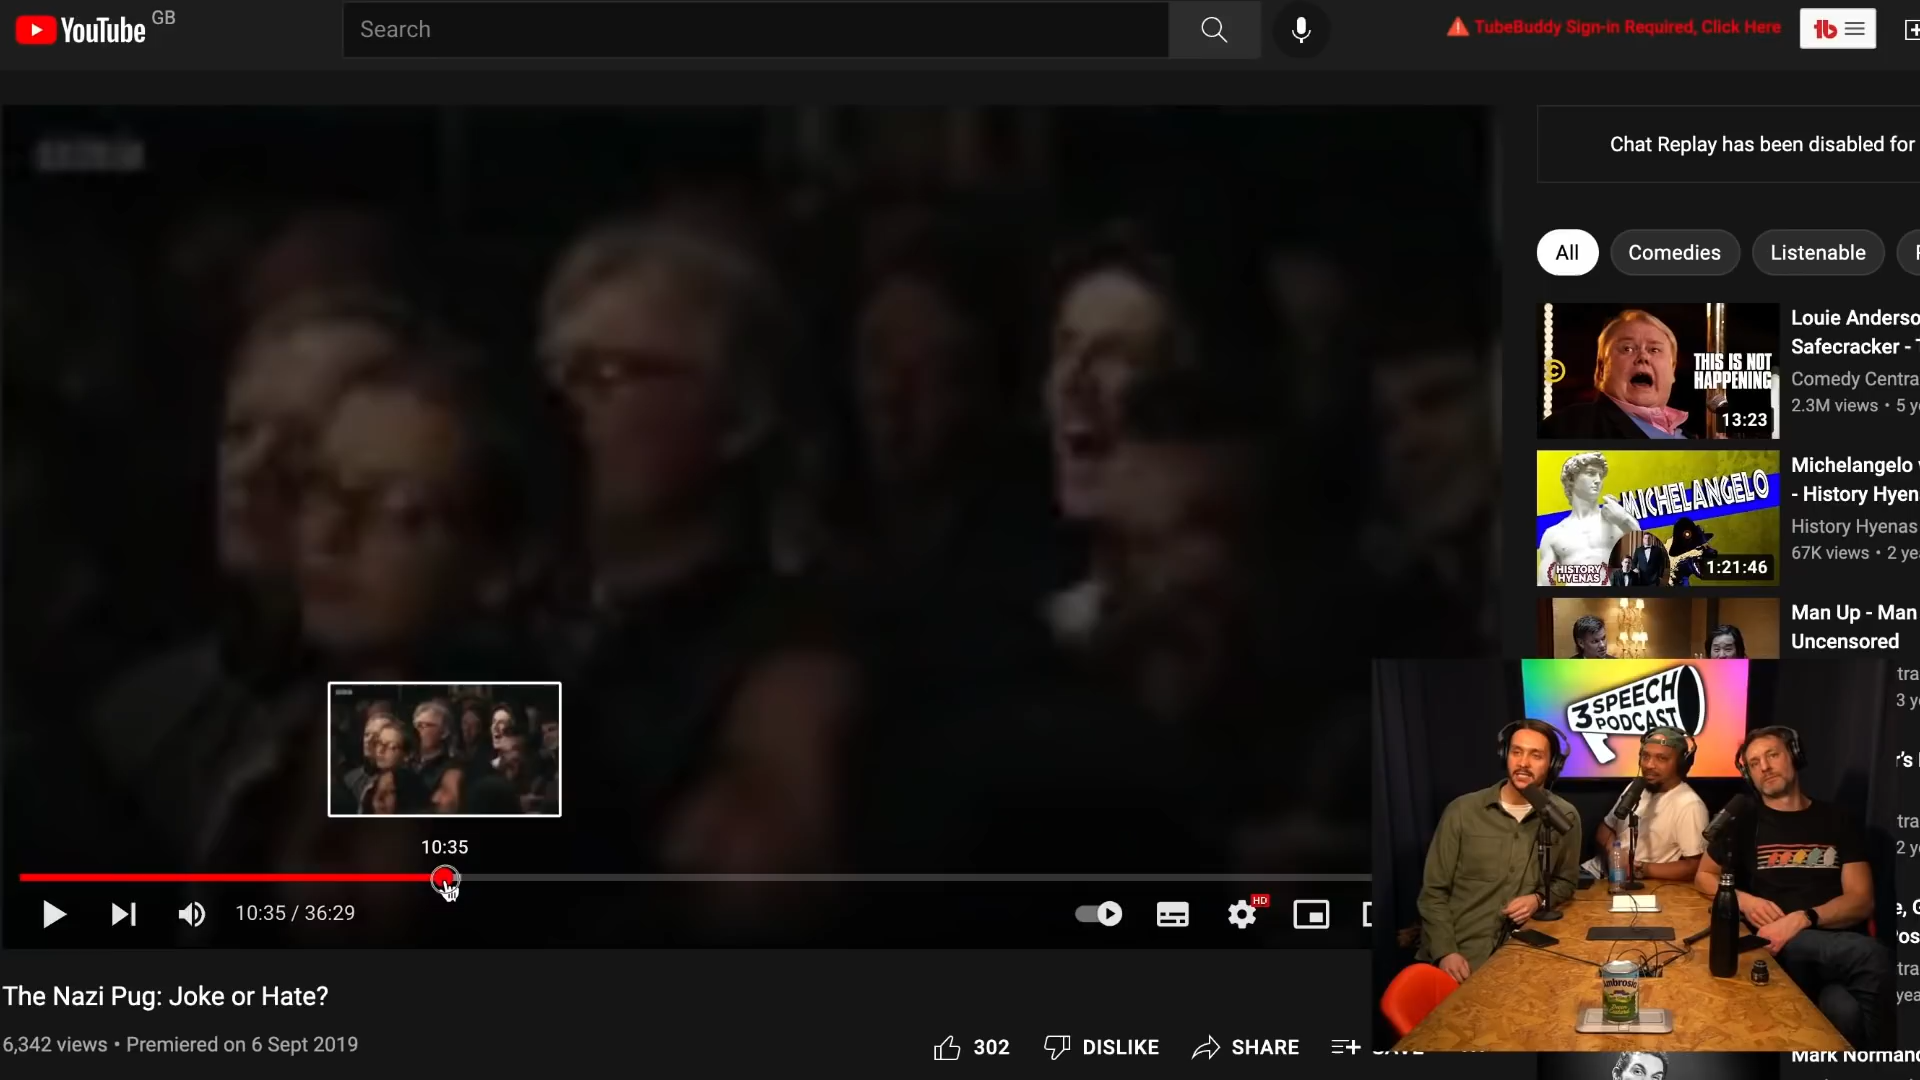 YouTube GB
Search
TubeBuddy Sign-in Required, Click Here
tb
Chat Replay has been disabled for
All
Comedies
Listenable
THIS IS NOT
HAPPENING
13:23
Louie Anderso
Safecracker -
Comedy Centra
2.3M views • 5 y
MICHELANGELO
HISTORY
HYENAS
1:21:46
Michelangelo
- History Hyen
History Hyenas
67K views • 2 ye
Man Up - Man
Uncensored
3 SPEECH
PODCAST
Ambrosia
10:35
10:35 / 36:29
HD
The Nazi Pug: Joke or Hate?
6,342 views • Premiered on 6 Sept 2019
302
DISLIKE
SHARE
SAVE
Mark Normand